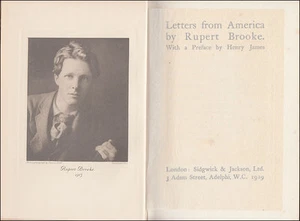 Rupert Brooke
1913
Letters from America
by Rupert Brooke.
With a Preface by Henry James
London: Sidgwick & Jackson, Ltd.
3 Adam Street, Adelphi, W.C. 1919